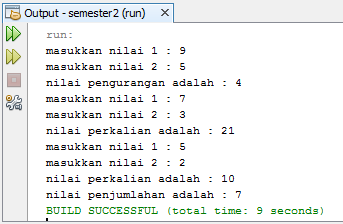 Output - semester2 (run)
run:
masukkan nilai 1 : 9
masukkan nilai 2 : 5
nilai pengurangan adalah : 4
masukkan nilai 1 : 7
masukkan nilai 2 : 3
nilai perkalian adalah : 21
masukkan nilai 1 : 5
masukkan nilai 2 : 2
nilai perkalian adalah : 10
nilai penjumlahan adalah : 7
BUILD SUCCESSFUL (total time: 9 seconds)